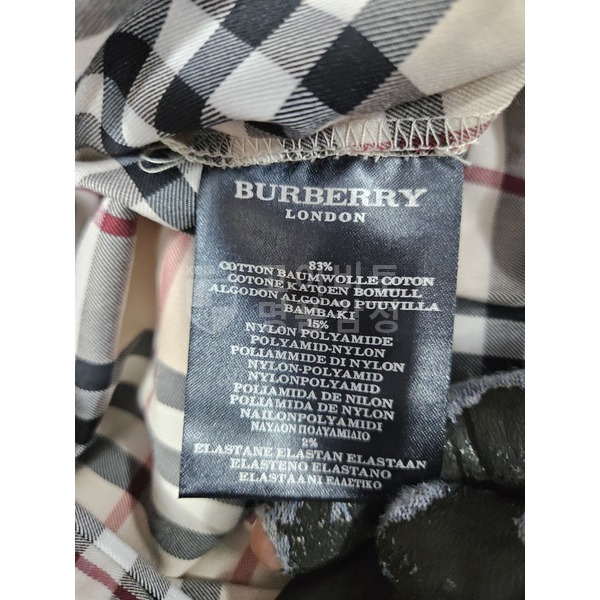 BURBERRY
LONDON
83%
COTTON BAUMWOLLE COTON
COTONE KATOEN BOMULL
ALGODON ALGODAO PUUVILLA
BAMBAKI
15%
NYLON POLYAMIDE
POLYAMID-NYLON
POLIAMMIDE DI NYLON
NYLON-POLYAMID
NYLONPOLYAMID
POLIAMIDA DE NILON
POLIAMIDA DE NYLON
NAILONPOLYAMIDI
ΝΑΥΛΟΝ ΠΟΛΥΑΜΙΔΙΟ
2%
ELASTANE ELASTAN ELASTAAN
ELASTENO ELASTANO
ELASTAANI ΕΛΑΣΤΙΚΟ